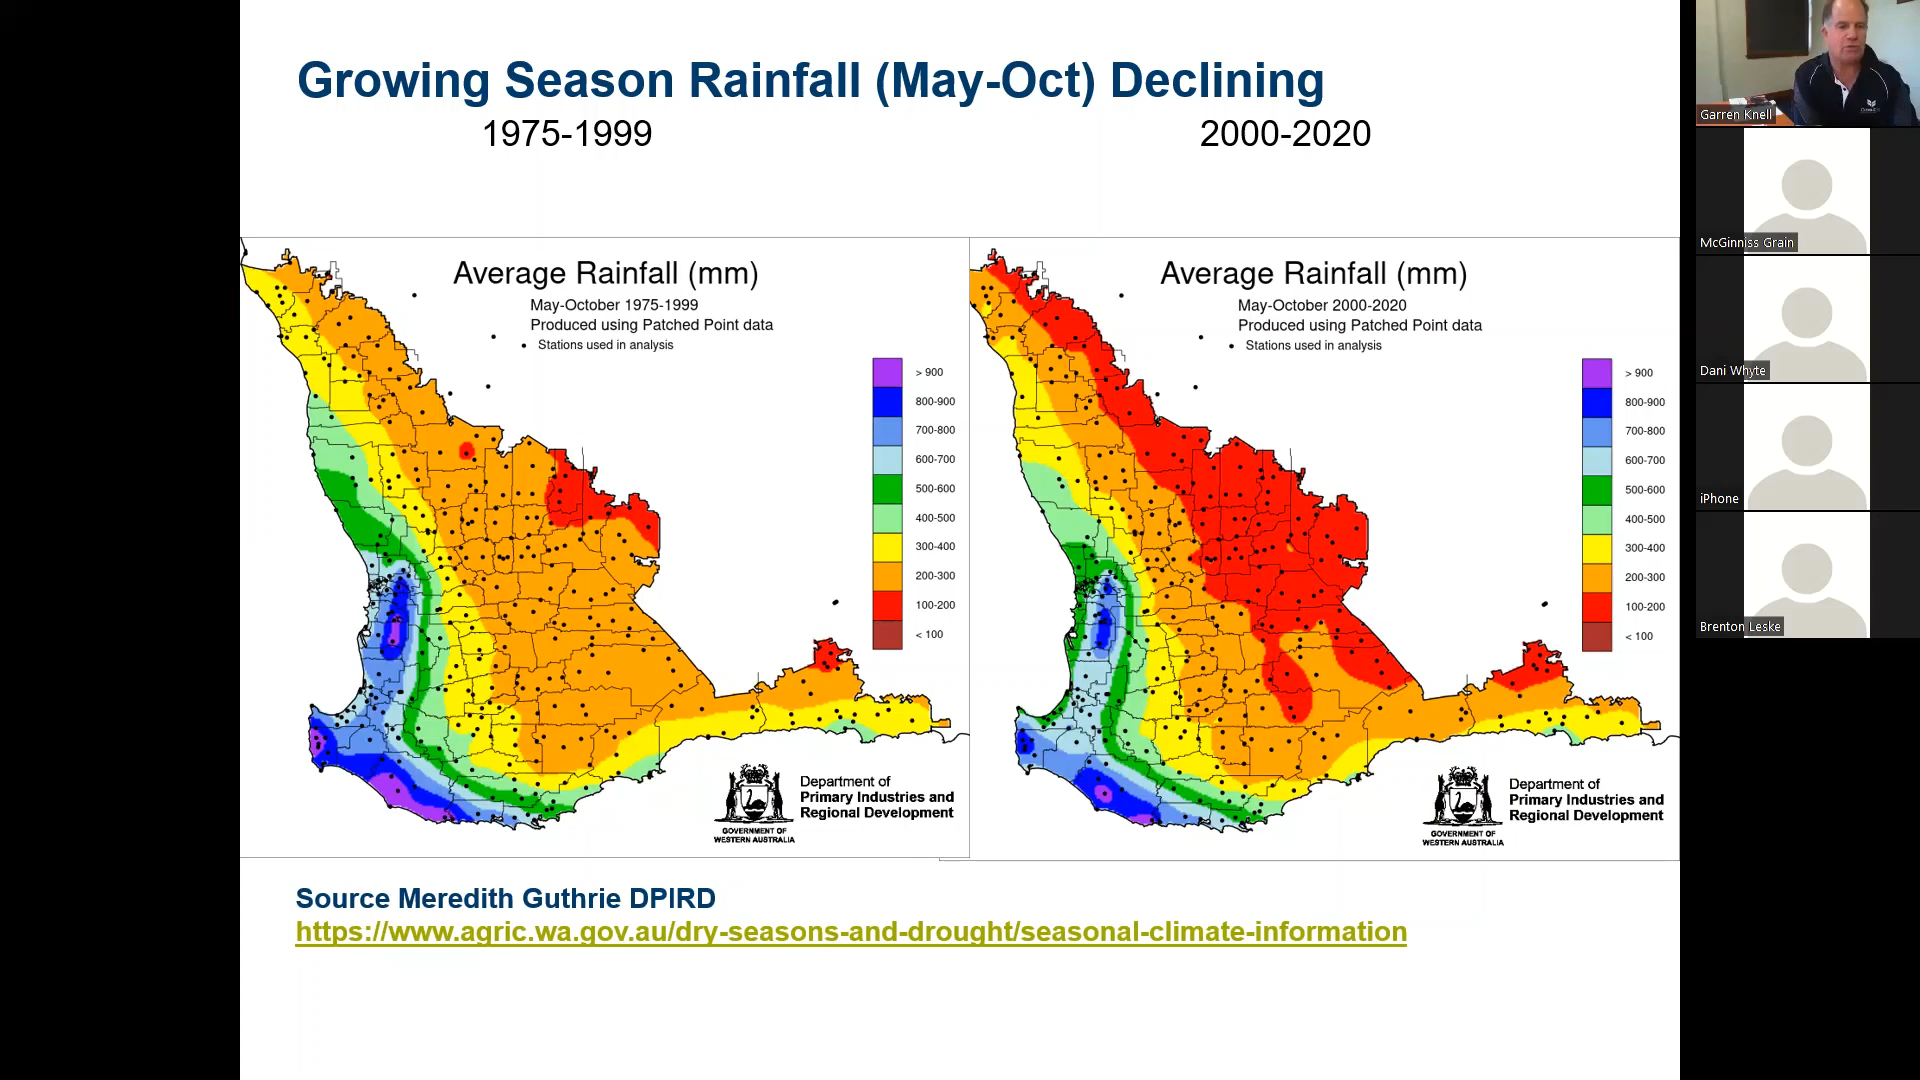 Growing Season Rainfall (May-Oct) Declining
1975-1999
2000-2020
Average Rainfall (mm)
May-October 1975-1999
Produced using Patched Point data
Stations used in analysis
> 900
800-900
700-800
600-700
500-600
400-500
300-400
200-300
100-200
< 100
GOVERNMENT OF
WESTERN AUSTRALIA
Department of
Primary Industries and
Regional Development
Average Rainfall (mm)
May-October 2000-2020
Produced using Patched Point data
Stations used in analysis
> 900
800-900
700-800
600-700
500-600
400-500
300-400
200-300
100-200
< 100
GOVERNMENT OF
WESTERN AUSTRALIA
Department of
Primary Industries and
Regional Development
Source Meredith Guthrie DPIRD
https://www.agric.wa.gov.au/dry-seasons-and-drought/seasonal-climate-information
Garren Knell
McGinniss Grain
Dani Whyte
iPhone
Brenton Leske